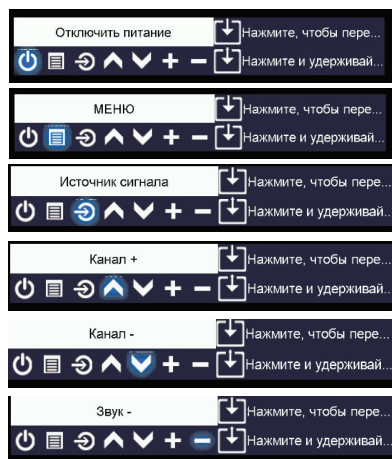 Отключить питание Нажмите, чтобы пере...
Нажмите и удерживай...
МЕНЮ Нажмите, чтобы пере...
Нажмите и удерживай...
Источник сигнала Нажмите, чтобы пере...
Нажмите и удерживай..
Канал + Нажмите, чтобы пере...
Нажмите и удерживай...
Канал - Нажмите, чтобы пере...
Нажмите и удерживай...
Звук - Нажмите, чтобы пере...
Нажмите и удерживай...